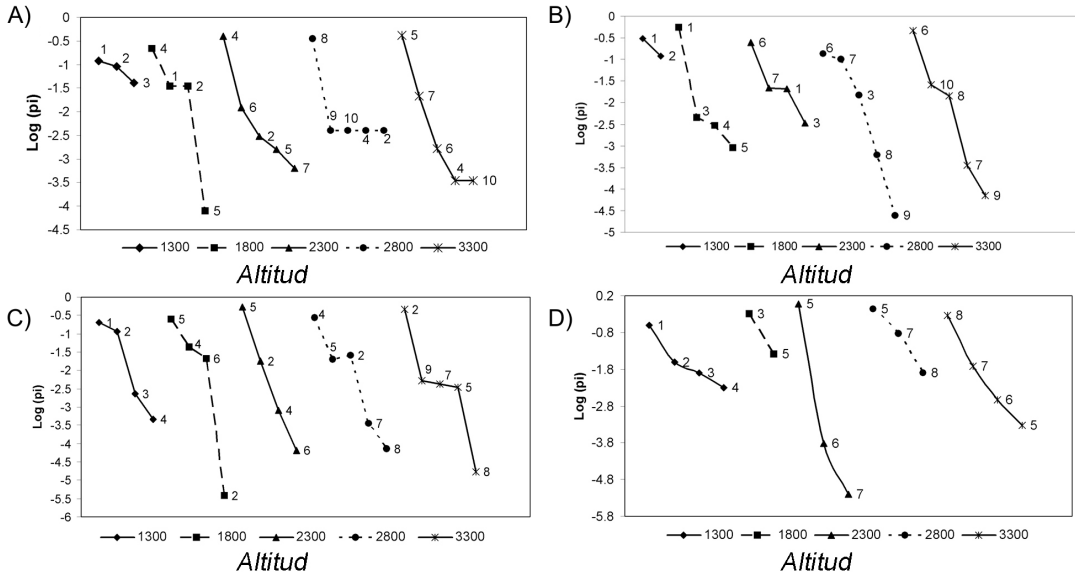 A)
Log (pi)
0
-0.5
-1
-1.5
-2
-2.5
-3
-3.5
-4
-4.5
1 2 3
4 1 2 5
4 6 2 5 7
8 9 10 4 2
5 7 6 4 10
1300 1800 2300 2800 3300
Altitud
B)
Log (pi)
0
-0.5
-1
-1.5
-2
-2.5
-3
-3.5
-4
-4.5
-5
1 2
1 3 4 5
6 7 1 3
6 7 3 8 9
6 10 8 7 9
1300 1800 2300 2800 3300
Altitud
C)
Log (pi)
0
-0.5
-1
-1.5
-2
-2.5
-3
-3.5
-4
-4.5
-5
-5.5
-6
1 2 3 4
5 4 6 2
5 2 4 6
4 5 2 7 8
2 9 7 5 8
1300 1800 2300 2800 3300
Altitud
D)
Log (pi)
0.2
-0.8
-1.8
-2.8
-3.8
-4.8
-5.8
1 2 3 4
3 5
5 6 7
5 7 8
8 7 6 5
1300 1800 2300 2800 3300
Altitud